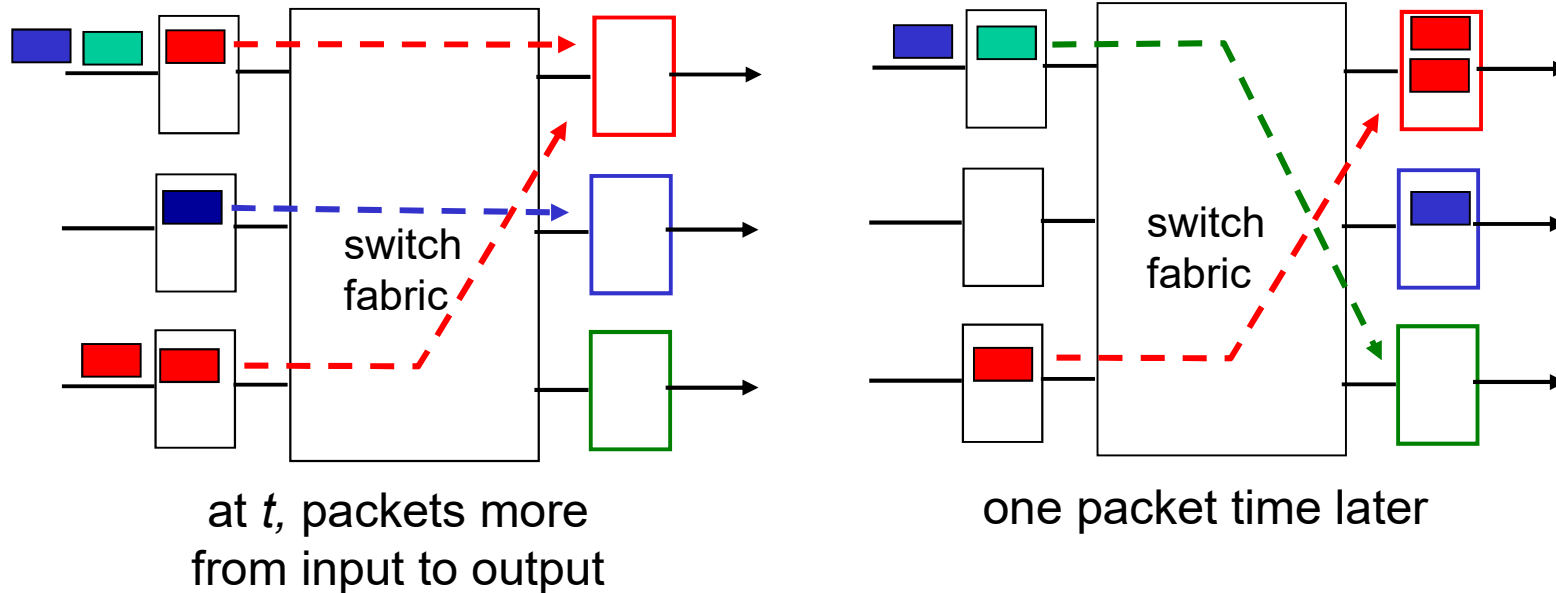 switch
fabric
at t, packets more
from input to output
switch
fabric
one packet time later